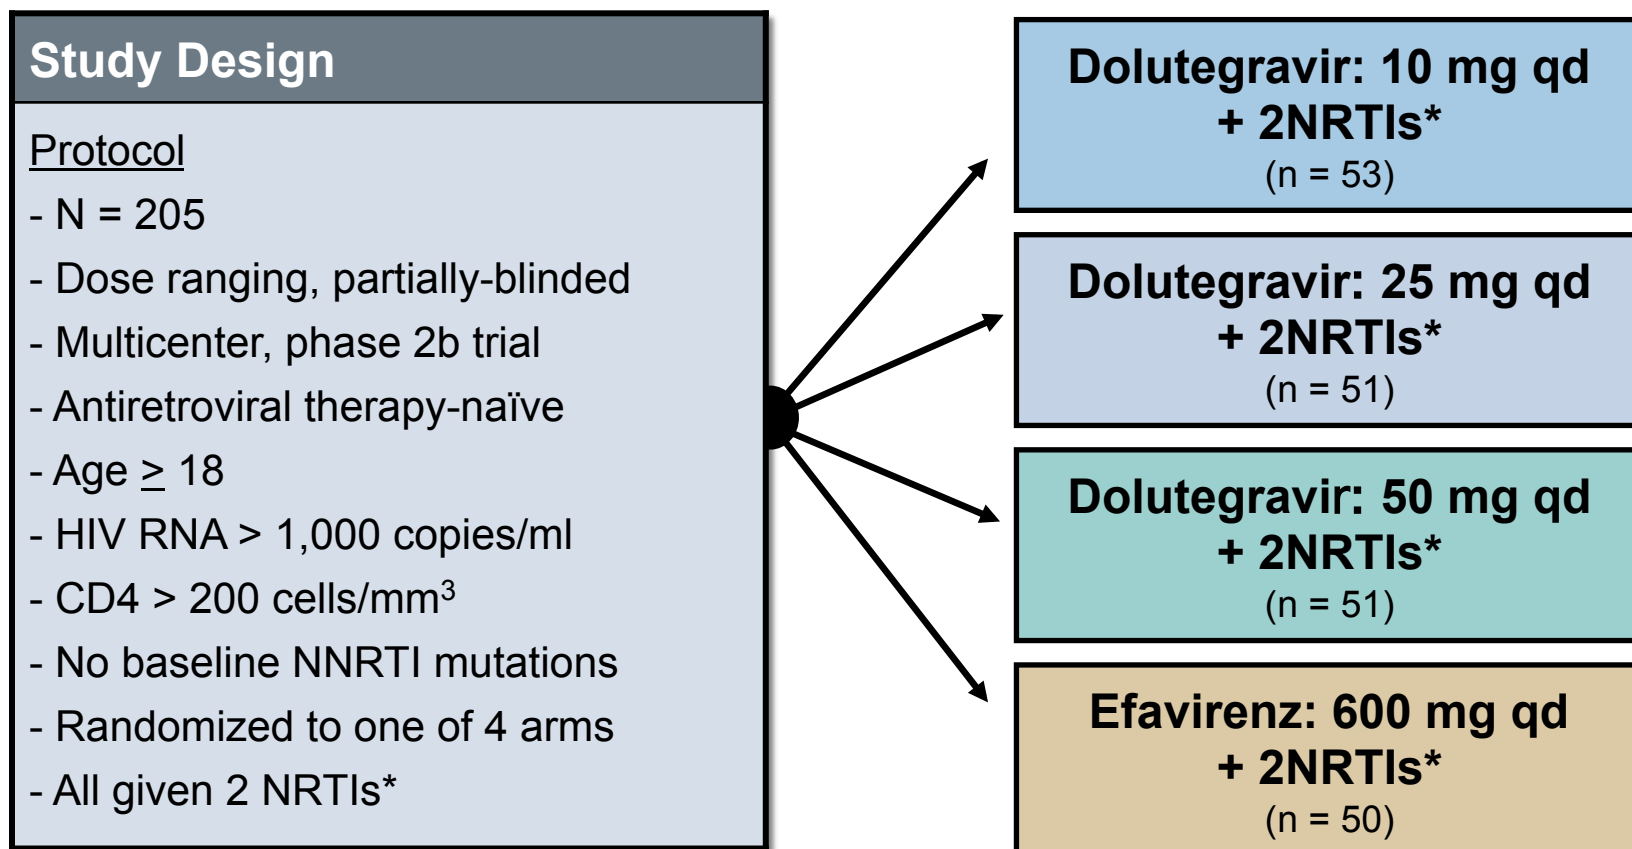 Study Design
Protocol
- N = 205
- Dose ranging, partially-blinded
- Multicenter, phase 2b trial
- Antiretroviral therapy-naïve
- Age ≥ 18
- HIV RNA > 1,000 copies/ml
- CD4 > 200 cells/mm³
- No baseline NNRTI mutations
- Randomized to one of 4 arms
- All given 2 NRTIs*
Dolutegravir: 10 mg qd
+ 2NRTIs*
(n = 53)
Dolutegravir: 25 mg qd
+ 2NRTIs*
(n = 51)
Dolutegravir: 50 mg qd
+ 2NRTIs*
(n = 51)
Efavirenz: 600 mg qd
+ 2NRTIs*
(n = 50)